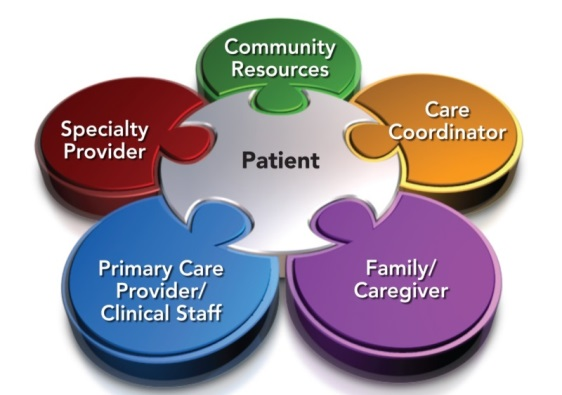 Community
Resources
Specialty
Provider
Care
Coordinator
Patient
Primary Care
Provider/
Clinical Staff
Family/
Caregiver